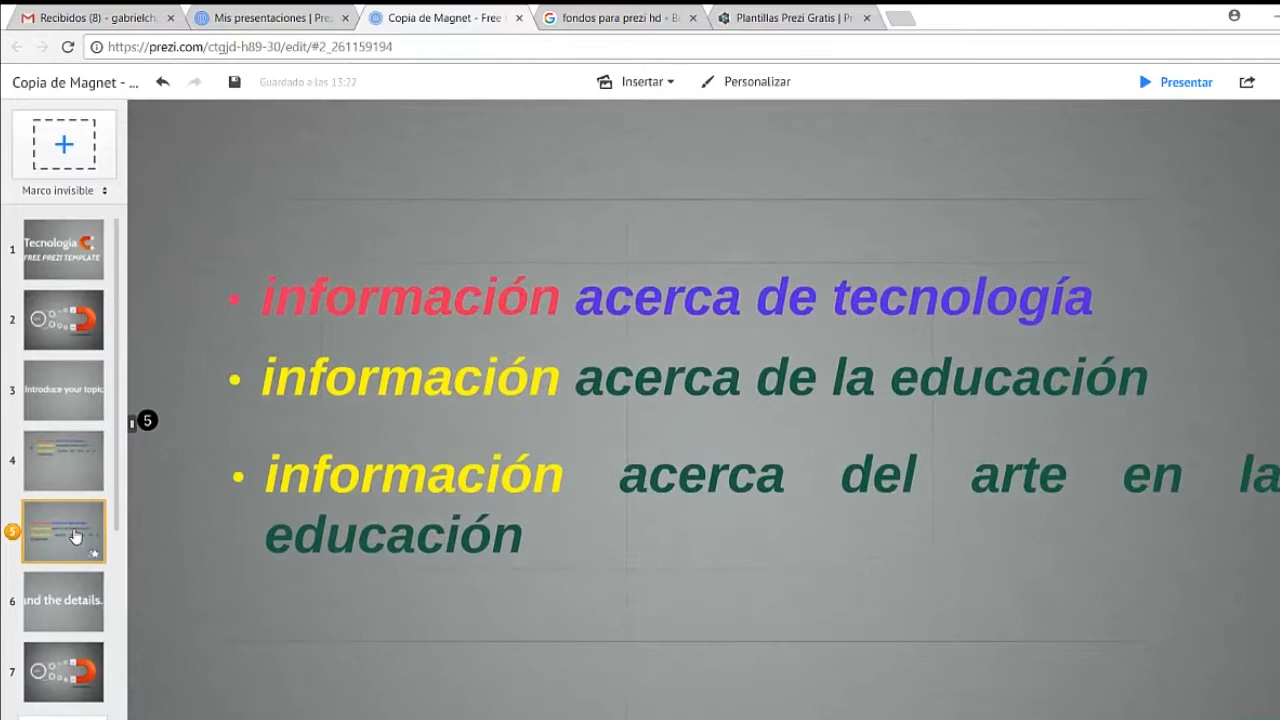 Recibidos (8) - gabrielch
Mis presentaciones | Pre
Copia de Magnet - Free
fondos para prezi hd - B
Plantillas Prezi Gratis | P
https://prezi.com/ctgjd-h89-30/edit/#2_261159194
Copia de Magnet - ...
Guardado a las 13:22
Insertar
Personalizar
Presentar
Marco invisible
1
Tecnologia
FREE PREZI TEMPLATE
2
3
Introduce your topic
4
5
6
and the details.
7
5
• información acerca de tecnología
• información acerca de la educación
• información acerca del arte en la
educación